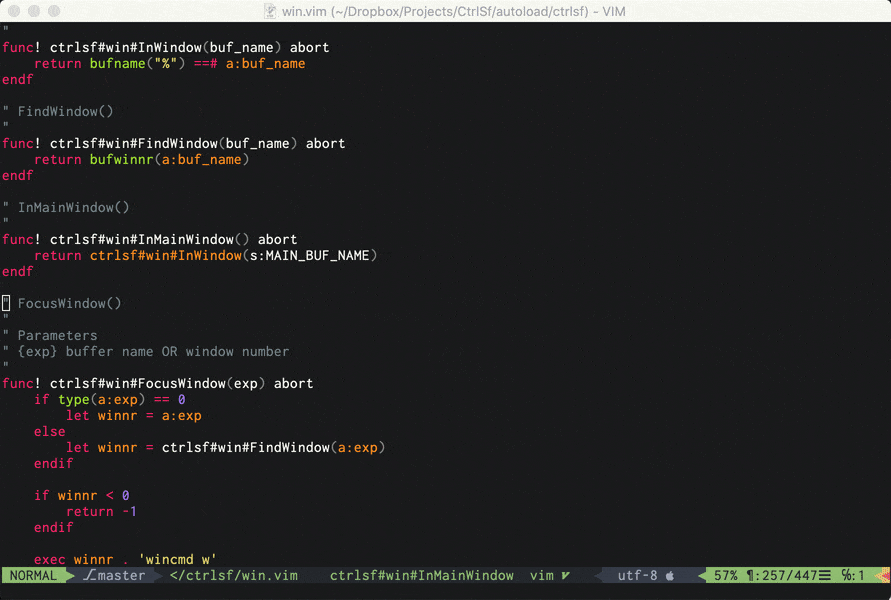 win.vim (~/Dropbox/Projects/CtrlSf/autoload/ctrlsf) - VIM
"
func! ctrlsf#win#InWindow(buf_name) abort
    return bufname("%") ==# a:buf_name
endf
" FindWindow()
"
func! ctrlsf#win#FindWindow(buf_name) abort
    return bufwinnr(a:buf_name)
endf
" InMainWindow()
"
func! ctrlsf#win#InMainWindow() abort
    return ctrlsf#win#InWindow(s:MAIN_BUF_NAME)
endf
" FocusWindow()
"
" Parameters
" {exp} buffer name OR window number
"
func! ctrlsf#win#FocusWindow(exp) abort
    if type(a:exp) == 0
        let winnr = a:exp
    else
        let winnr = ctrlsf#win#FindWindow(a:exp)
    endif
    if winnr < 0
        return -1
    endif
    exec winnr . 'wincmd w'
NORMAL master </ctrlsf/win.vim ctrlsf#win#InMainWindow vim utf-8 57% ¶:257/447☰ ℅:1